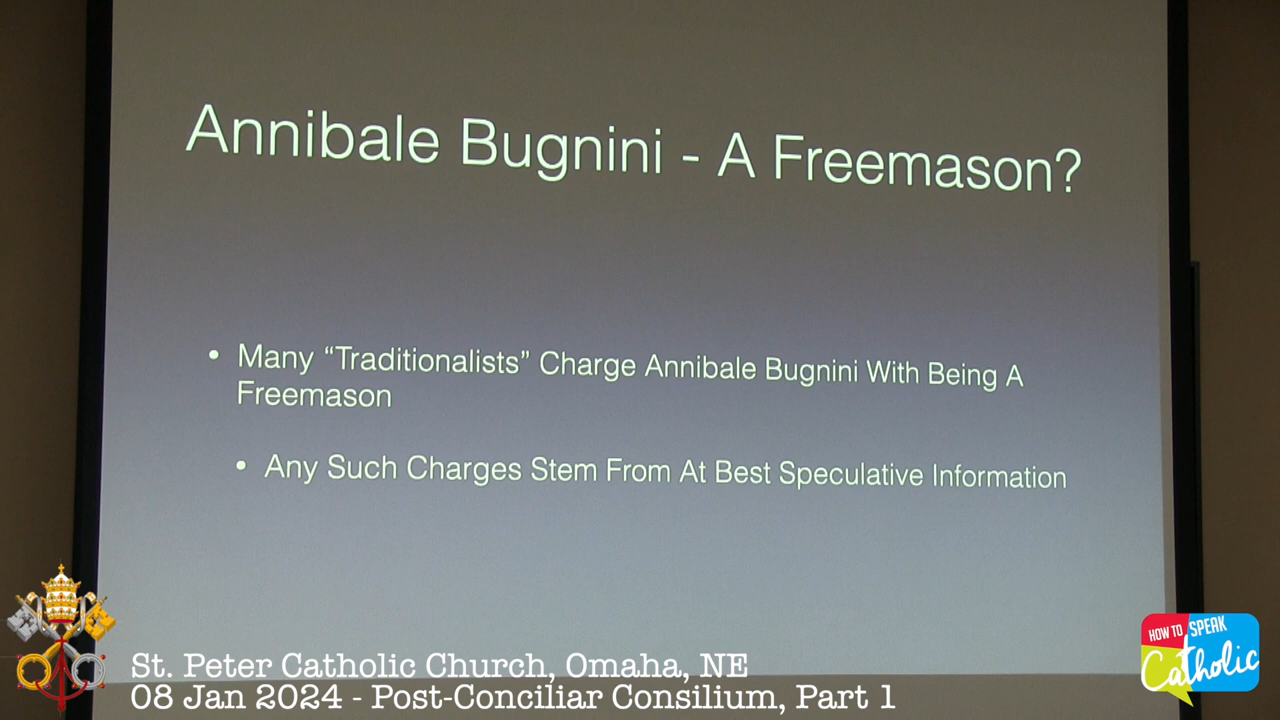 Annibale Bugnini - A Freemason?
• Many “Traditionalists” Charge Annibale Bugnini With Being A
Freemason
• Any Such Charges Stem From At Best Speculative Information
St. Peter Catholic Church, Omaha, NE
08 Jan 2024 - Post-Conciliar Consilium, Part 1
HOW TO SPEAK
Catholic